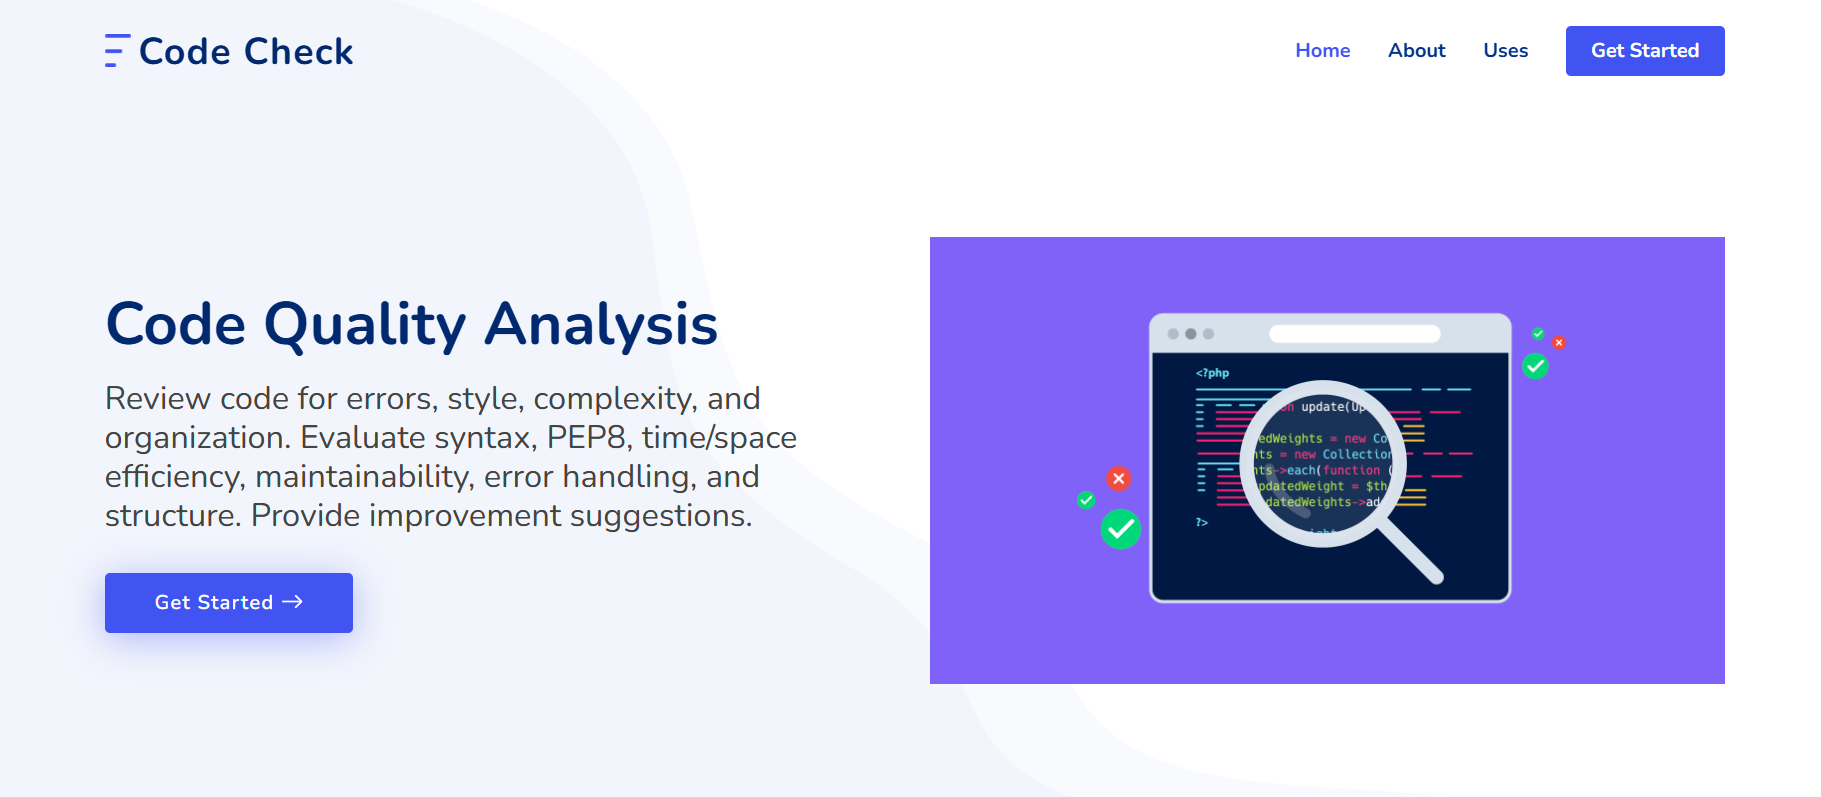 Code Check
Home
About
Uses
Get Started
Code Quality Analysis
Review code for errors, style, complexity, and
organization. Evaluate syntax, PEP8, time/space
efficiency, maintainability, error handling, and
structure. Provide improvement suggestions.
Get Started →
<?php
on update(Up
edWeights = new Co
hts = new Collection
hts->each(function (
pdatedWeight = $th
datedWeights->ad
?>